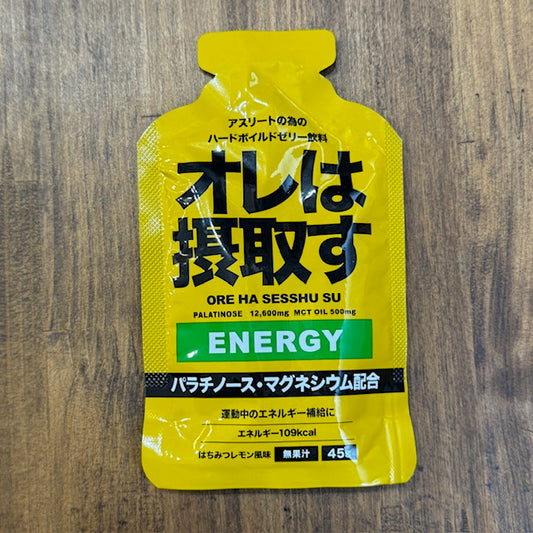 アスリートの為の
ハードボイルドゼリー飲料
オレは
摂取す
ORE HA SESSHU SU
PALATINOSE 12,600mg MCT OIL 500mg
ENERGY
パラチノース・マグネシウム配合
運動中のエネルギー補給に
エネルギー109kcal
はちみつレモン風味 無果汁 45g